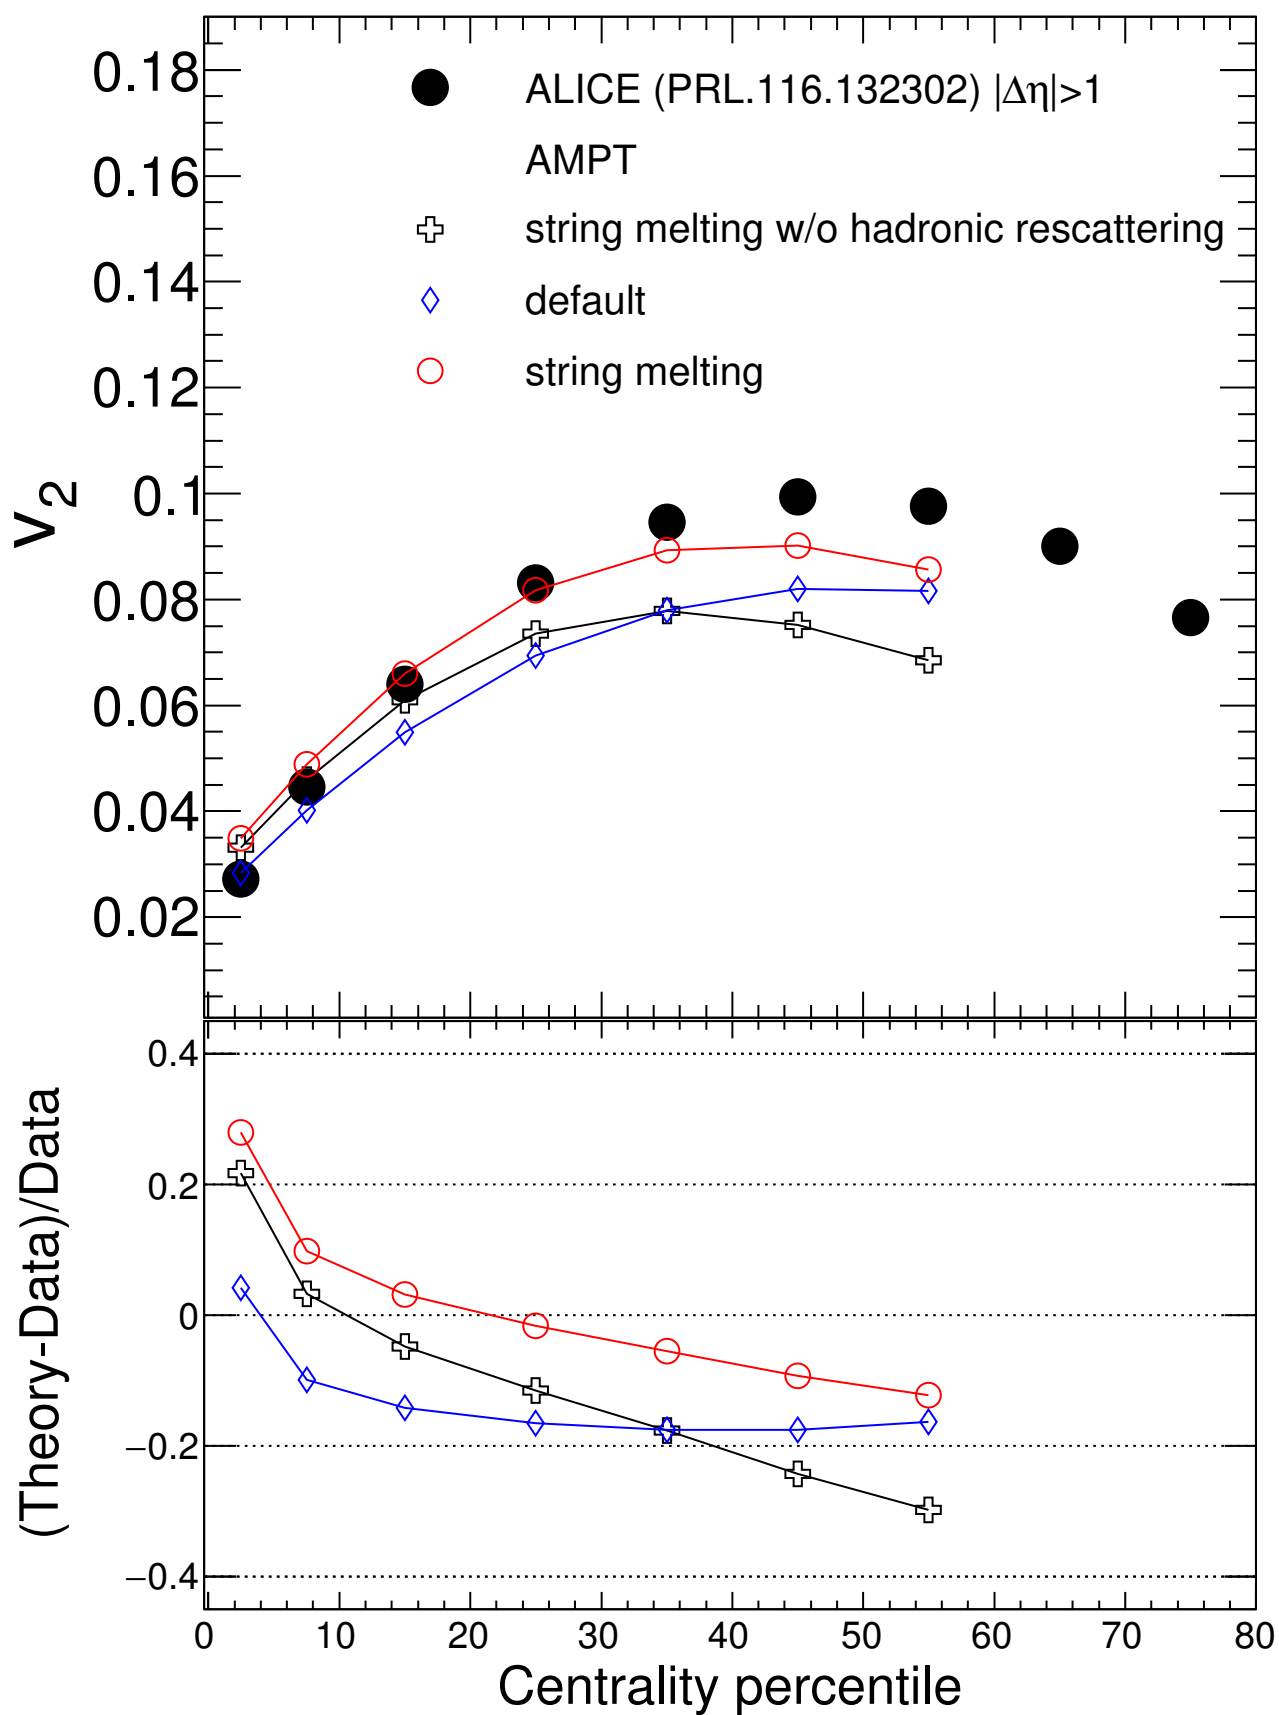 0.18
0.16
0.14
0.12
0.1
0.08
0.06
0.04
0.02
v2
ALICE (PRL.116.132302) |Δη|>1
AMPT
string melting w/o hadronic rescattering
default
string melting
0.4
0.2
0
−0.2
−0.4
(Theory-Data)/Data
0 10 20 30 40 50 60 70 80
Centrality percentile